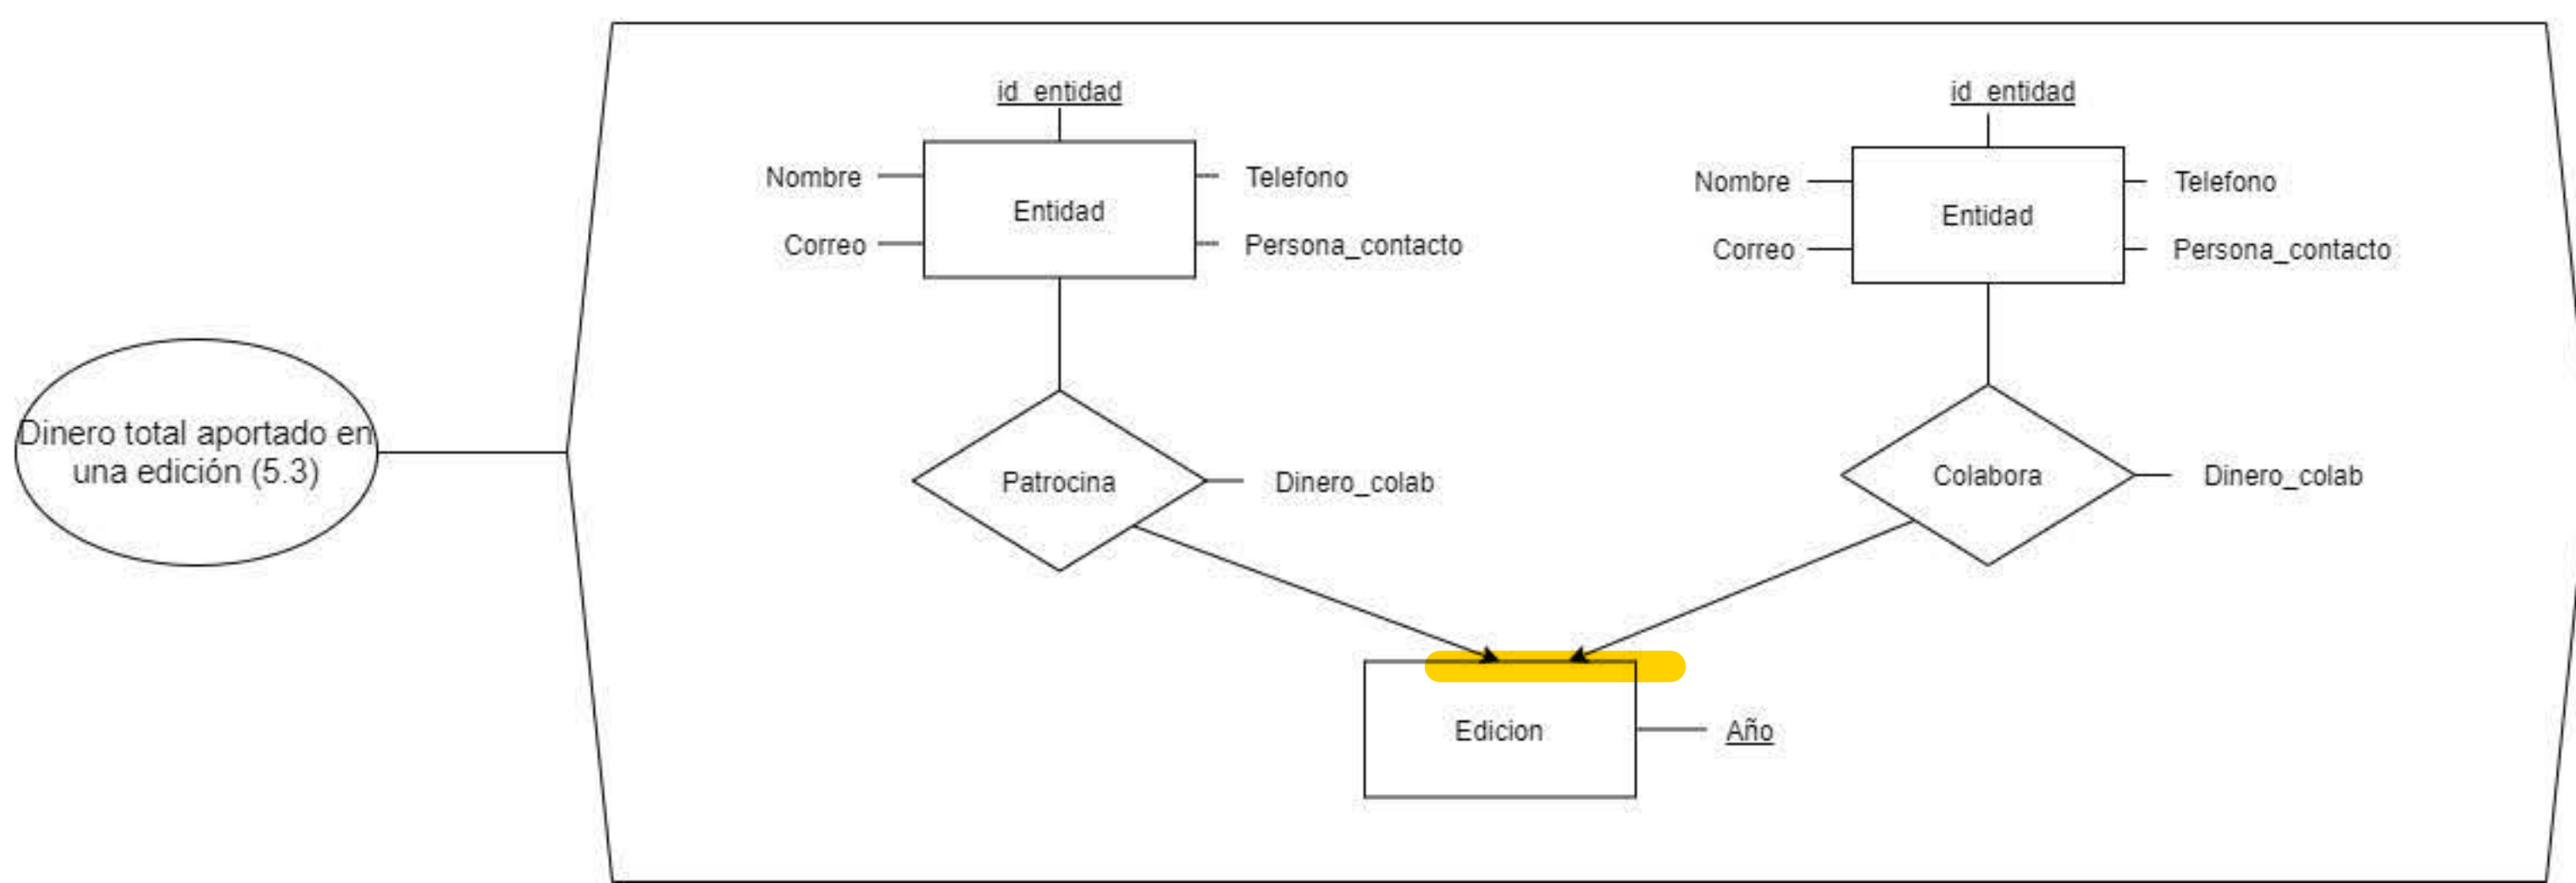 id_entidad
Nombre
Telefono
Entidad
Correo
Persona_contacto
id_entidad
Nombre
Telefono
Entidad
Correo
Persona_contacto
Dinero total aportado en
una edición (5.3)
Patrocina
Dinero_colab
Colabora
Dinero_colab
Edicion
Año